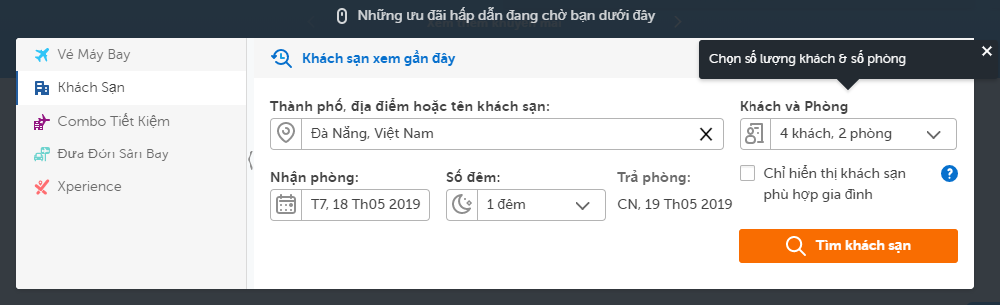 Những ưu đãi hấp dẫn đang chờ bạn dưới đây
Vé Máy Bay
Khách Sạn
Combo Tiết Kiệm
Đưa Đón Sân Bay
Xperience
Khách sạn xem gần đây
Chọn số lượng khách & số phòng
Thành phố, địa điểm hoặc tên khách sạn:
Đà Nẵng, Việt Nam
Khách và Phòng
4 khách, 2 phòng
Nhận phòng:
T7, 18 Th05 2019
Số đêm:
1 đêm
Trả phòng:
CN, 19 Th05 2019
Chỉ hiển thị khách sạn
phù hợp gia đình
?
Tìm khách sạn